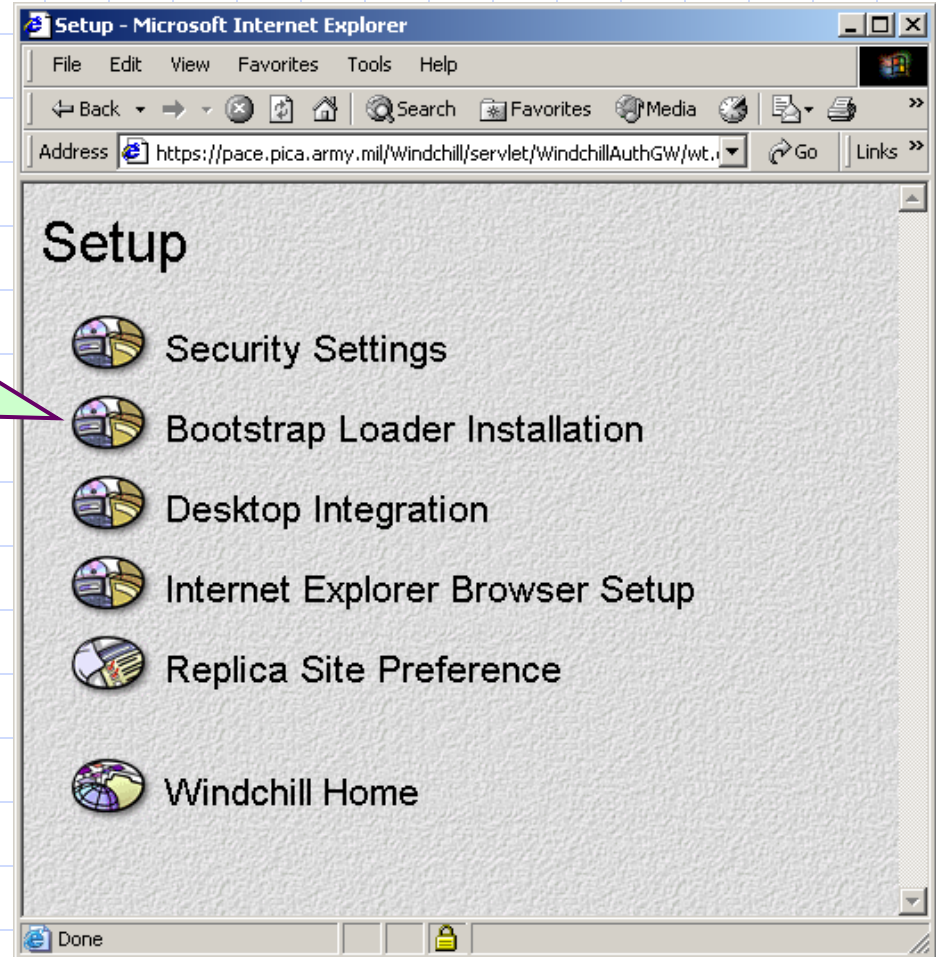 Setup - Microsoft Internet Explorer
File Edit View Favorites Tools Help
Back Search Favorites Media »
Address https://pace.pica.army.mil/Windchill/servlet/WindchillAuthGW/wt. Go Links »
Setup
Security Settings
Bootstrap Loader Installation
Desktop Integration
Internet Explorer Browser Setup
Replica Site Preference
Windchill Home
Done